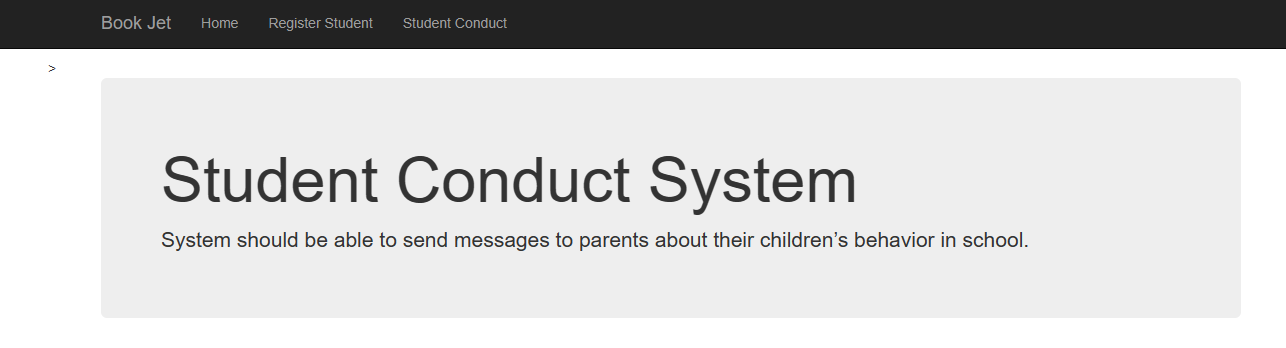 Book Jet Home Register Student Student Conduct
>
Student Conduct System
System should be able to send messages to parents about their children’s behavior in school.